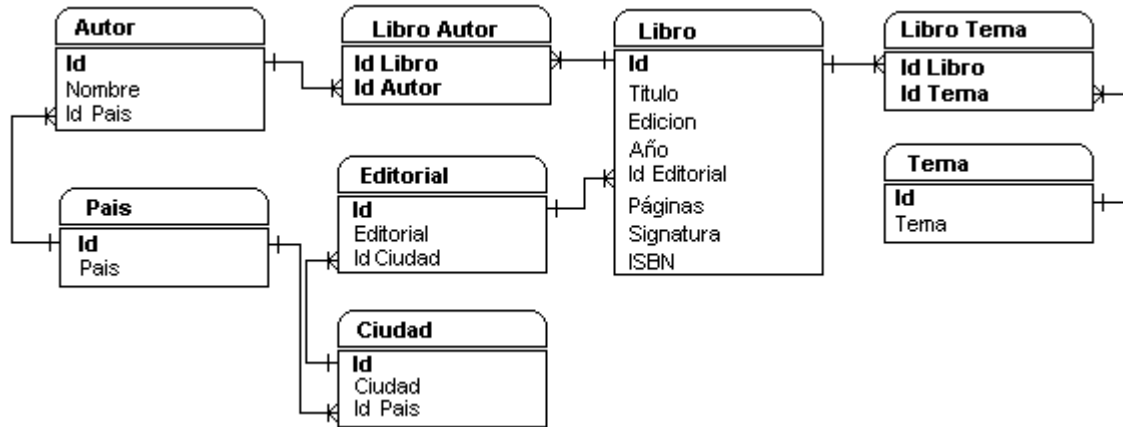 Autor
Id
Nombre
Id Pais
Libro Autor
Id Libro
Id Autor
Libro
Id
Titulo
Edicion
Año
Id Editorial
Páginas
Signatura
ISBN
Libro Tema
Id Libro
Id Tema
Pais
Id
Pais
Editorial
Id
Editorial
Id Ciudad
Tema
Id
Tema
Ciudad
Id
Ciudad
Id Pais